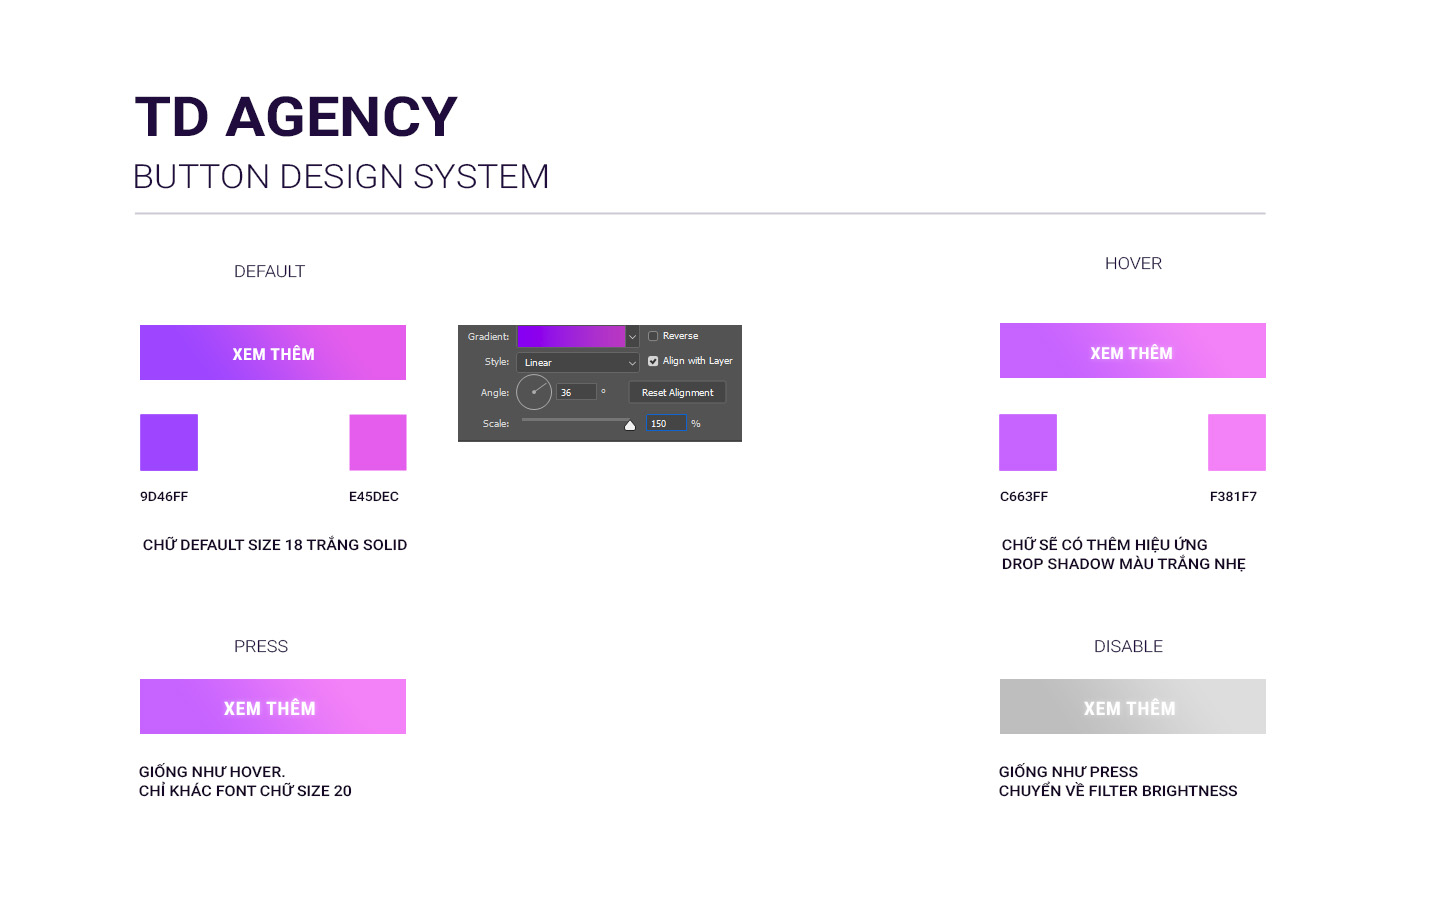 TD AGENCY
BUTTON DESIGN SYSTEM
DEFAULT
HOVER
XEM THÊM
Gradient:
Reverse
Style:
Linear
Align with Layer
Angle:
36
°
Reset Alignment
Scale:
150
%
XEM THÊM
9D46FF
E45DEC
C663FF
F381F7
CHỮ DEFAULT SIZE 18 TRẮNG SOLID
CHỮ SẼ CÓ THÊM HIỆU ỨNG
DROP SHADOW MÀU TRẮNG NHẸ
PRESS
DISABLE
XEM THÊM
XEM THÊM
GIỐNG NHƯ HOVER.
CHỈ KHÁC FONT CHỮ SIZE 20
GIỐNG NHƯ PRESS
CHUYỂN VỀ FILTER BRIGHTNESS